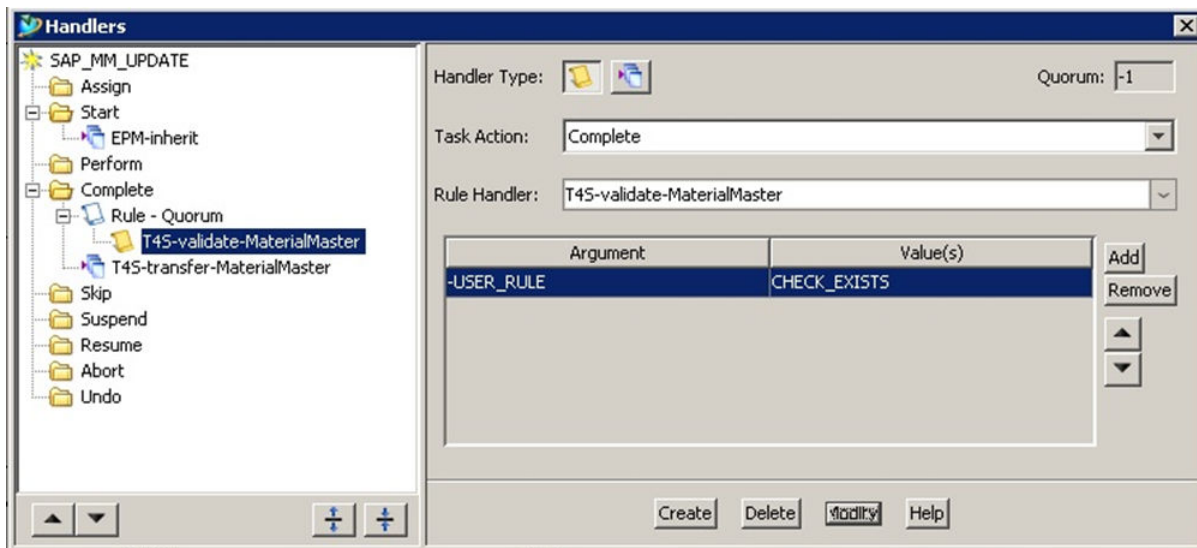 Handlers
SAP_MM_UPDATE
Assign
Start
EPM-inherit
Perform
Complete
Rule - Quorum
T4S-validate-MaterialMaster
T4S-transfer-MaterialMaster
Skip
Suspend
Resume
Abort
Undo
Handler Type:
Quorum: -1
Task Action: Complete
Rule Handler: T4S-validate-MaterialMaster
Argument Value(s)
-USER_RULE CHECK_EXISTS
Add
Remove
Create Delete Modify Help